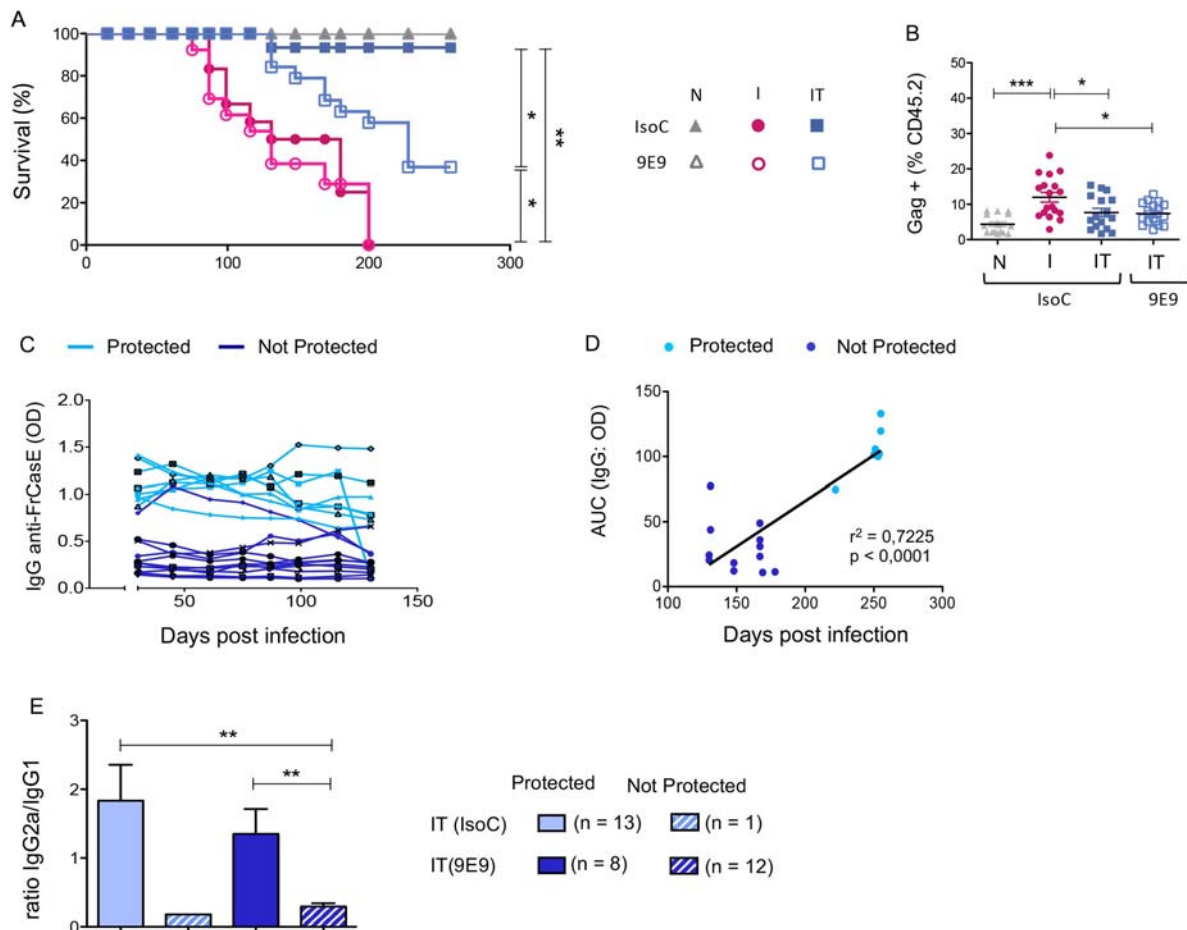 A
Survival (%)
100
80
60
40
20
0
0 100 200 300
*
*
**
N I IT
IsoC
9E9
B
Gag + (% CD45.2)
50
40
30
20
10
0
*** *
*
N I IT IT
IsoC 9E9
C Protected Not Protected
IgG anti-FrCasE (OD)
2.0
1.5
1.0
0.5
0.0
50 100 150
Days post infection
D Protected Not Protected
AUC (IgG: OD)
150
100
50
0
100 150 200 250 300
r² = 0,7225
p < 0,0001
Days post infection
E
ratio IgG2a/IgG1
3
2
1
0
**
**
Protected Not Protected
IT (IsoC) (n = 13) (n = 1)
IT(9E9) (n = 8) (n = 12)